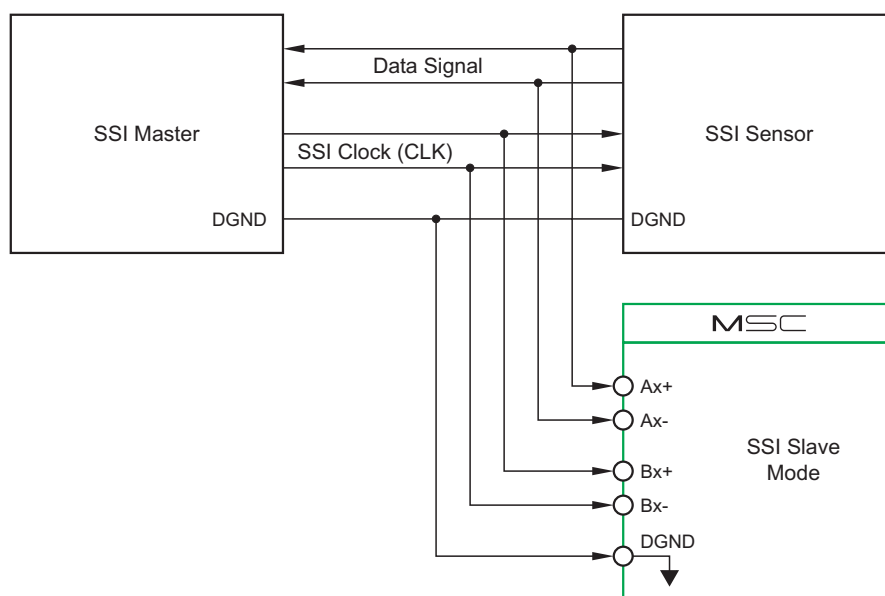 Data Signal
SSI Master
SSI Sensor
SSI Clock (CLK)
DGND
DGND
MSC
Ax+
Ax-
SSI Slave
Mode
Bx+
Bx-
DGND